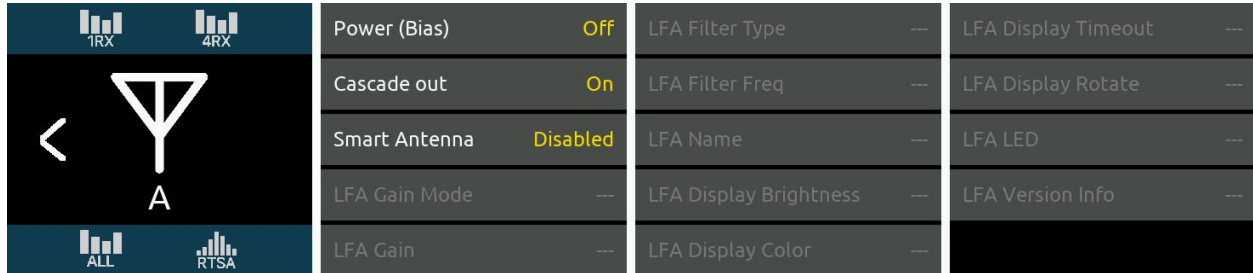 1RX 4RX
A
ALL RTSA
Power (Bias) Off
Cascade out On
Smart Antenna Disabled
LFA Gain Mode ---
LFA Gain ---
LFA Filter Type ---
LFA Filter Freq ---
LFA Name ---
LFA Display Brightness ---
LFA Display Color ---
LFA Display Timeout ---
LFA Display Rotate ---
LFA LED ---
LFA Version Info ---